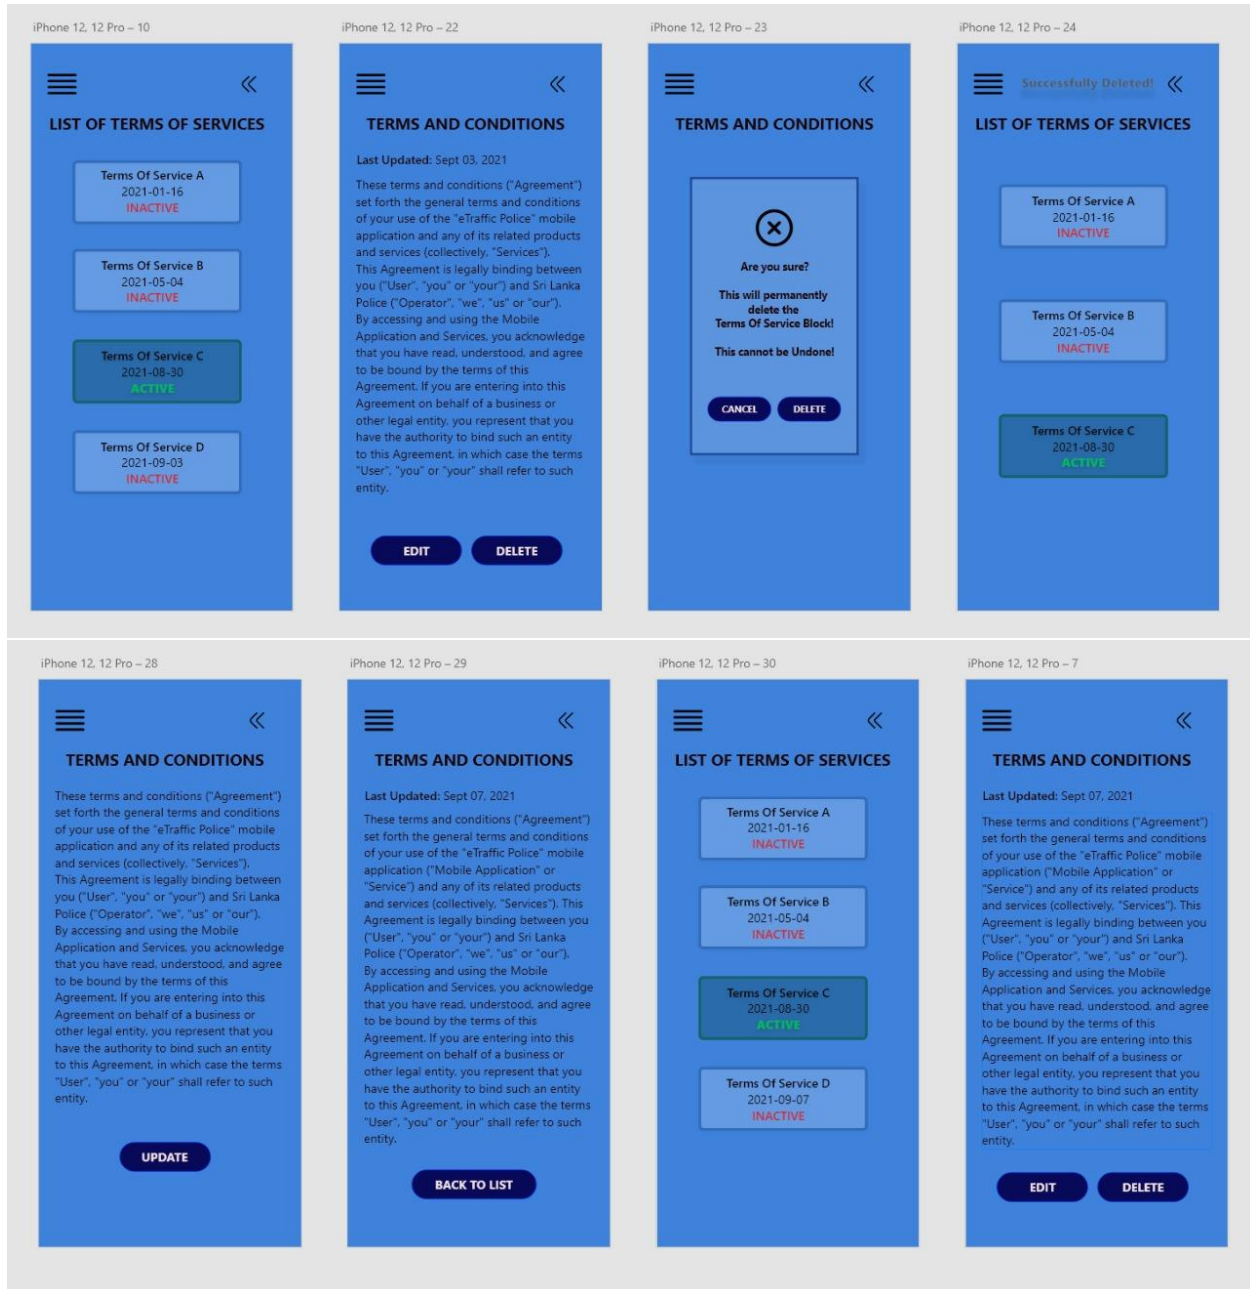 iPhone 12, 12 Pro – 10
LIST OF TERMS OF SERVICES
Terms Of Service A
2021-01-16
INACTIVE
Terms Of Service B
2021-05-04
INACTIVE
Terms Of Service C
2021-08-30
ACTIVE
Terms Of Service D
2021-09-03
INACTIVE
iPhone 12, 12 Pro – 22
TERMS AND CONDITIONS
Last Updated: Sept 03, 2021
These terms and conditions ("Agreement")
set forth the general terms and conditions
of your use of the "eTraffic Police" mobile
application and any of its related products
and services (collectively, "Services").
This Agreement is legally binding between
you ("User", "you" or "your") and Sri Lanka
Police ("Operator", "we", "us" or "our").
By accessing and using the Mobile
Application and Services, you acknowledge
that you have read, understood, and agree
to be bound by the terms of this
Agreement. If you are entering into this
Agreement on behalf of a business or
other legal entity, you represent that you
have the authority to bind such an entity
to this Agreement, in which case the terms
"User", "you" or "your" shall refer to such
entity.
EDIT DELETE
iPhone 12, 12 Pro – 23
TERMS AND CONDITIONS
Are you sure?
This will permanently
delete the
Terms Of Service Block!
This cannot be Undone!
CANCEL DELETE
iPhone 12, 12 Pro – 24
Successfully Deleted!
LIST OF TERMS OF SERVICES
Terms Of Service A
2021-01-16
INACTIVE
Terms Of Service B
2021-05-04
INACTIVE
Terms Of Service C
2021-08-30
ACTIVE
iPhone 12, 12 Pro – 28
TERMS AND CONDITIONS
These terms and conditions ("Agreement")
set forth the general terms and conditions
of your use of the "eTraffic Police" mobile
application and any of its related products
and services (collectively, "Services").
This Agreement is legally binding between
you ("User", "you" or "your") and Sri Lanka
Police ("Operator", "we", "us" or "our").
By accessing and using the Mobile
Application and Services, you acknowledge
that you have read, understood, and agree
to be bound by the terms of this
Agreement. If you are entering into this
Agreement on behalf of a business or
other legal entity, you represent that you
have the authority to bind such an entity
to this Agreement, in which case the terms
"User", "you" or "your" shall refer to such
entity.
UPDATE
iPhone 12, 12 Pro – 29
TERMS AND CONDITIONS
Last Updated: Sept 07, 2021
These terms and conditions ("Agreement")
set forth the general terms and conditions
of your use of the "eTraffic Police" mobile
application ("Mobile Application" or
"Service") and any of its related products
and services (collectively, "Services"). This
Agreement is legally binding between you
("User", "you" or "your") and Sri Lanka
Police ("Operator", "we", "us" or "our").
By accessing and using the Mobile
Application and Services, you acknowledge
that you have read, understood, and agree
to be bound by the terms of this
Agreement. If you are entering into this
Agreement on behalf of a business or
other legal entity, you represent that you
have the authority to bind such an entity
to this Agreement, in which case the terms
"User", "you" or "your" shall refer to such
entity.
BACK TO LIST
iPhone 12, 12 Pro – 30
LIST OF TERMS OF SERVICES
Terms Of Service A
2021-01-16
INACTIVE
Terms Of Service B
2021-05-04
INACTIVE
Terms Of Service C
2021-08-30
ACTIVE
Terms Of Service D
2021-09-07
INACTIVE
iPhone 12, 12 Pro – 7
TERMS AND CONDITIONS
Last Updated: Sept 07, 2021
These terms and conditions ("Agreement")
set forth the general terms and conditions
of your use of the "eTraffic Police" mobile
application ("Mobile Application" or
"Service") and any of its related products
and services (collectively, "Services"). This
Agreement is legally binding between you
("User", "you" or "your") and Sri Lanka
Police ("Operator", "we", "us" or "our").
By accessing and using the Mobile
Application and Services, you acknowledge
that you have read, understood, and agree
to be bound by the terms of this
Agreement. If you are entering into this
Agreement on behalf of a business or
other legal entity, you represent that you
have the authority to bind such an entity
to this Agreement, in which case the terms
"User", "you" or "your" shall refer to such
entity.
EDIT DELETE